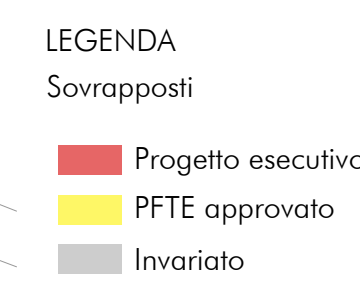 LEGENDA
Sovrapposti
Progetto esecutivo
PFTE approvato
Invariato